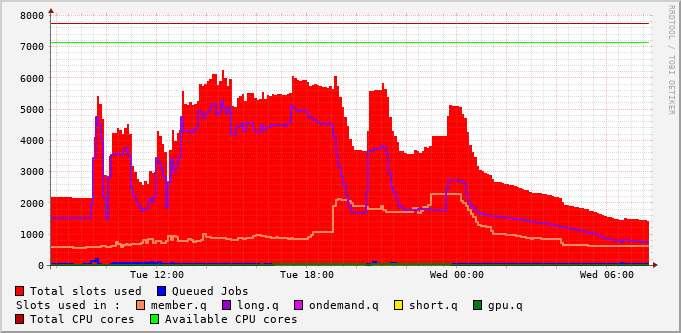 8000
7000
6000
5000
4000
3000
2000
1000
0
Tue 12:00 Tue 18:00 Wed 00:00 Wed 06:00
RRDTOOL / TOBI OETIKER
Total slots used Queued Jobs
Slots used in : member.q long.q ondemand.q short.q gpu.q
Total CPU cores Available CPU cores